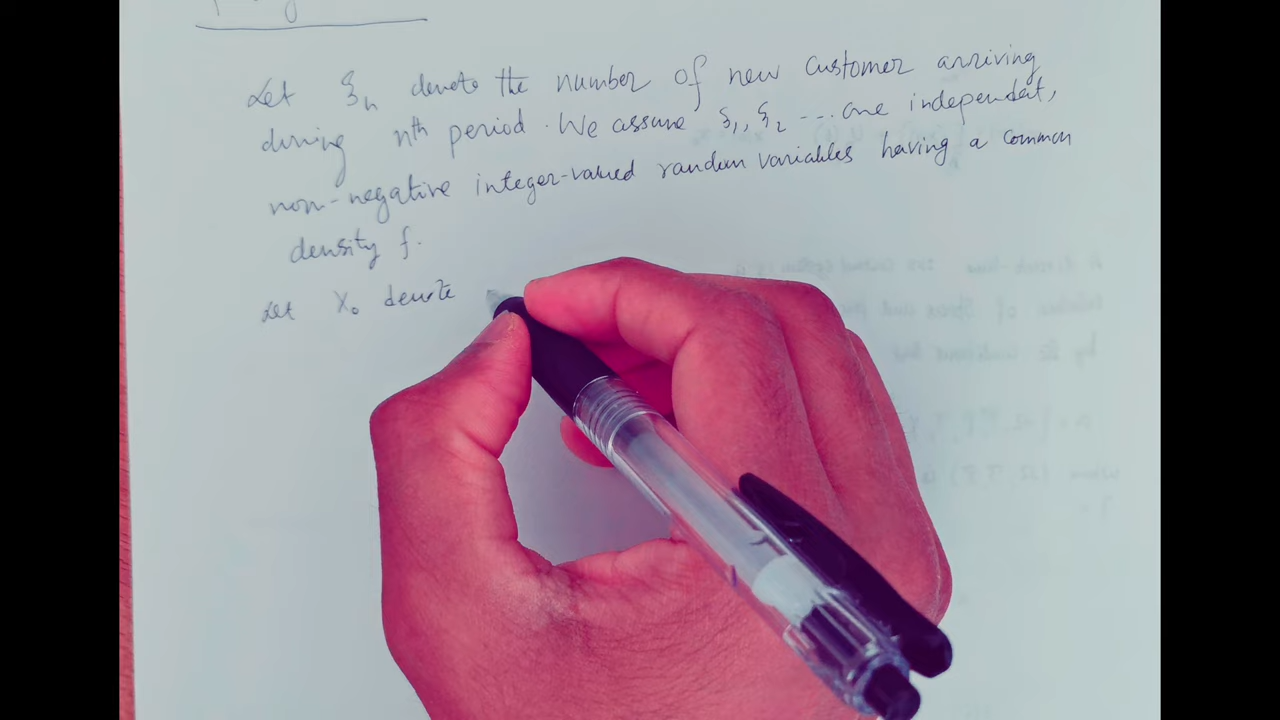 Let ξn denote the number of new customer arriving
during nth period. We assume ξ1, ξ2 ... are independent,
non-negative integer-valued random variables having a common
density f.
Let X0 denote